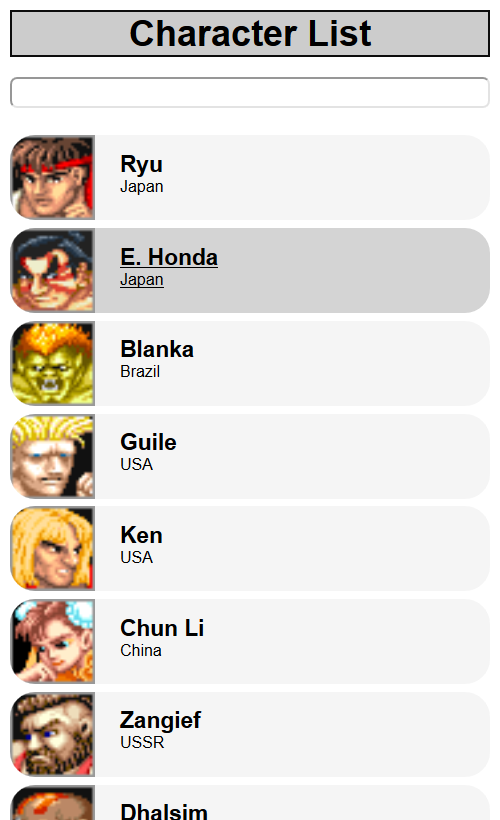 Character List
Ryu
Japan
E. Honda
Japan
Blanka
Brazil
Guile
USA
Ken
USA
Chun Li
China
Zangief
USSR
Dhalsim